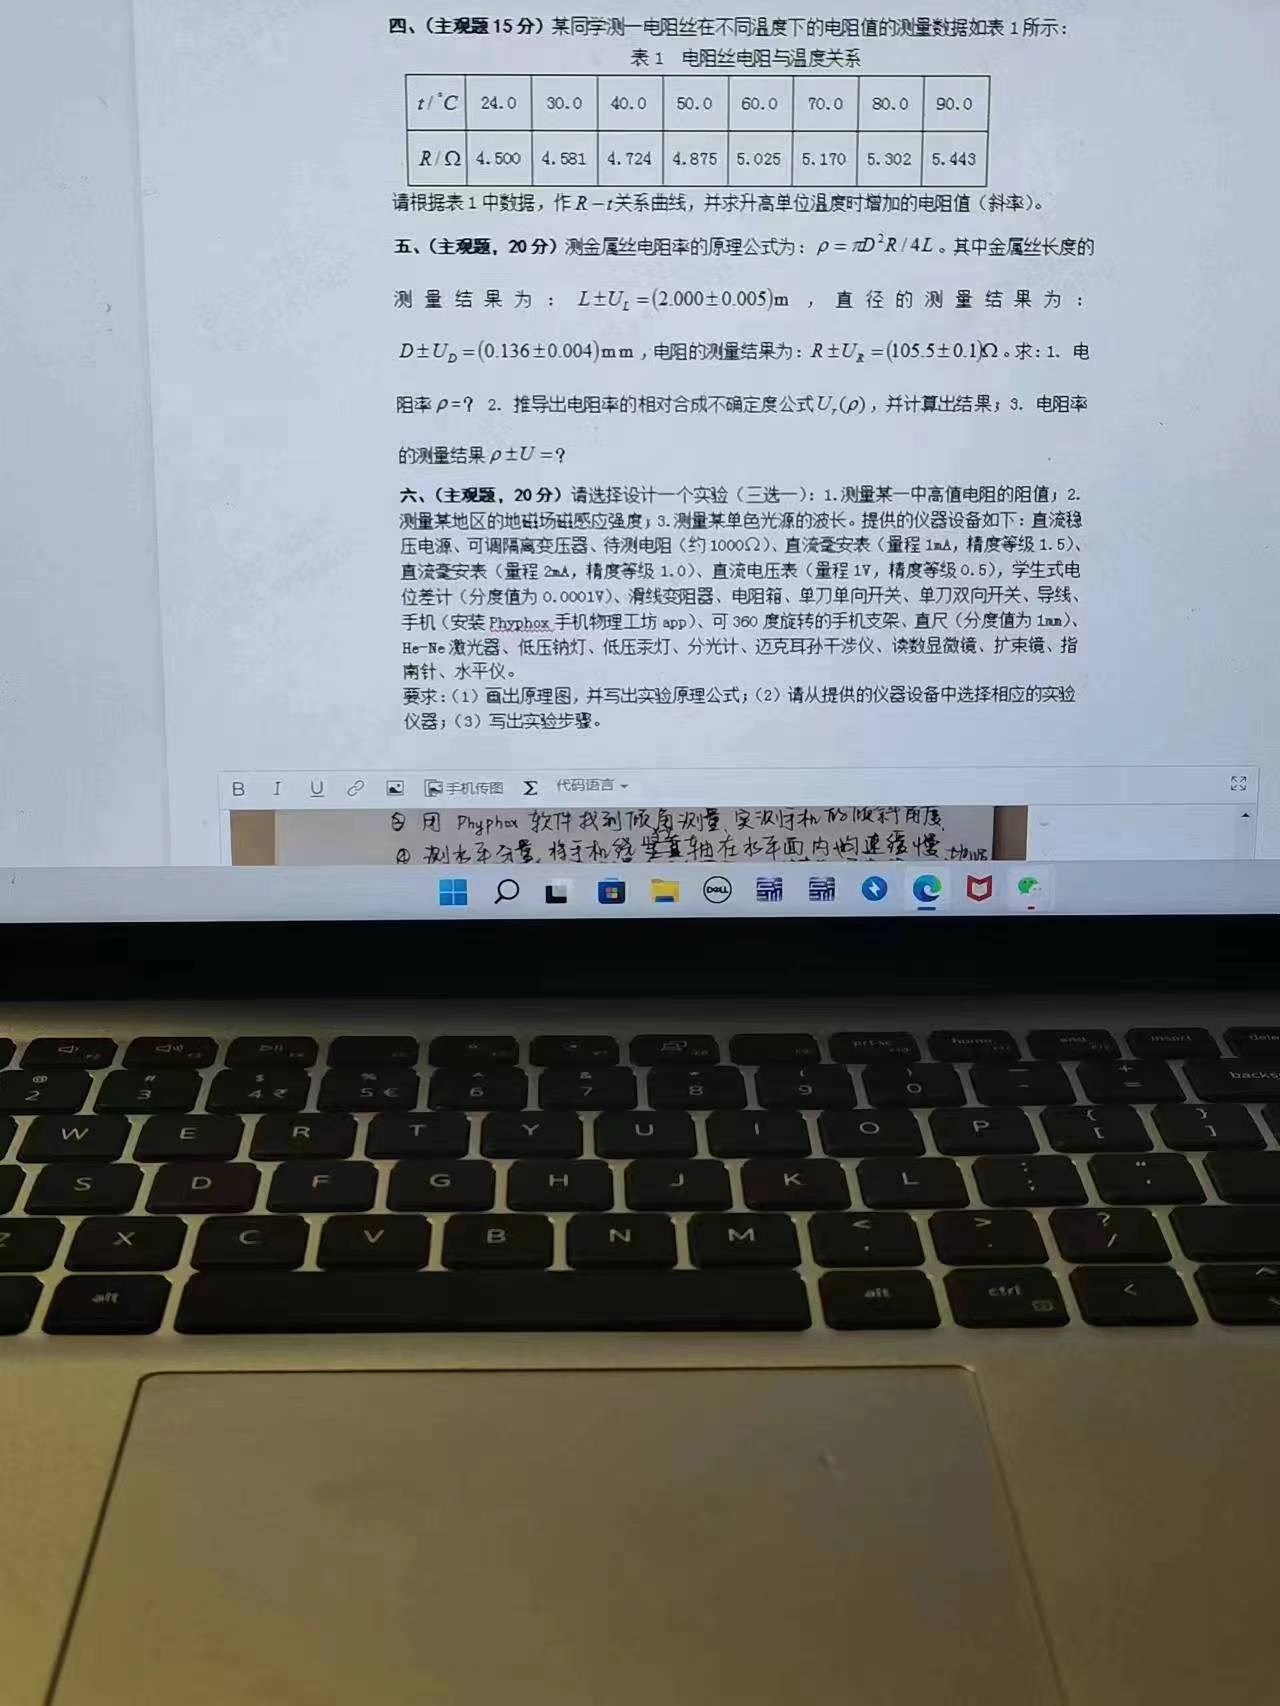 四、（主观题 15 分）某同学测一电阻丝在不同温度下的电阻值的测量数据如表 1 所示：
表 1 电阻丝电阻与温度关系
t/°C 24.0 30.0 40.0 50.0 60.0 70.0 80.0 90.0
R/Ω 4.500 4.581 4.724 4.875 5.025 5.170 5.302 5.443
请根据表 1 中数据，作 R－t 关系曲线，并求升高单位温度时增加的电阻值（斜率）。
五、（主观题，20 分）测金属丝电阻率的原理公式为：ρ = πD²R/4L。其中金属丝长度的
测量结果为：L±U_L =(2.000±0.005)m，直径的测量结果为：
D±U_D =(0.136±0.004)mm，电阻的测量结果为：R±U_R =(105.5±0.1)Ω。求：1. 电
阻率 ρ=？ 2. 推导出电阻率的相对合成不确定度公式 U_r(ρ)，并计算出结果；3. 电阻率
的测量结果 ρ±U =?
六、（主观题，20 分）请选择设计一个实验（三选一）：1.测量某一中高值电阻的阻值；2.
测量某地区的地磁场磁感应强度；3.测量某单色光源的波长。提供的仪器设备如下：直流稳
压电源、可调隔离变压器、待测电阻（约 1000Ω）、直流毫安表（量程 1mA，精度等级 1.5）、
直流毫安表（量程 2mA，精度等级 1.0）、直流电压表（量程 1V，精度等级 0.5），学生式电
位差计（分度值为 0.0001V）、滑线变阻器、电阻箱、单刀单向开关、单刀双向开关、导线、
手机（安装 Phyphox 手机物理工坊 app）、可 360 度旋转的手机支架、直尺（分度值为 1mm）、
He-Ne 激光器、低压钠灯、低压汞灯、分光计、迈克耳孙干涉仪、读数显微镜、扩束镜、指
南针、水平仪。
要求：（1）画出原理图，并写出实验原理公式；（2）请从提供的仪器设备中选择相应的实验
仪器；（3）写出实验步骤。
B I U 手机传图 Σ 代码语言
③ 用 Phyphox 软件找到倾角测量，实测手机的倾斜角度
④ 测水平分量，将手机绕竖直轴在水平面内均速缓慢
DELL
prt sc home end insert dele
@ 2 # 3 $ 4 ₹ % 5 € ^ 6 & 7 * 8 ( 9 ) 0 _ - + = backs
W E R T Y U I O P { [ } ]
S D F G H J K L : ; " '
Z X C V B N M < , > . ? /
alt alt ctrl <